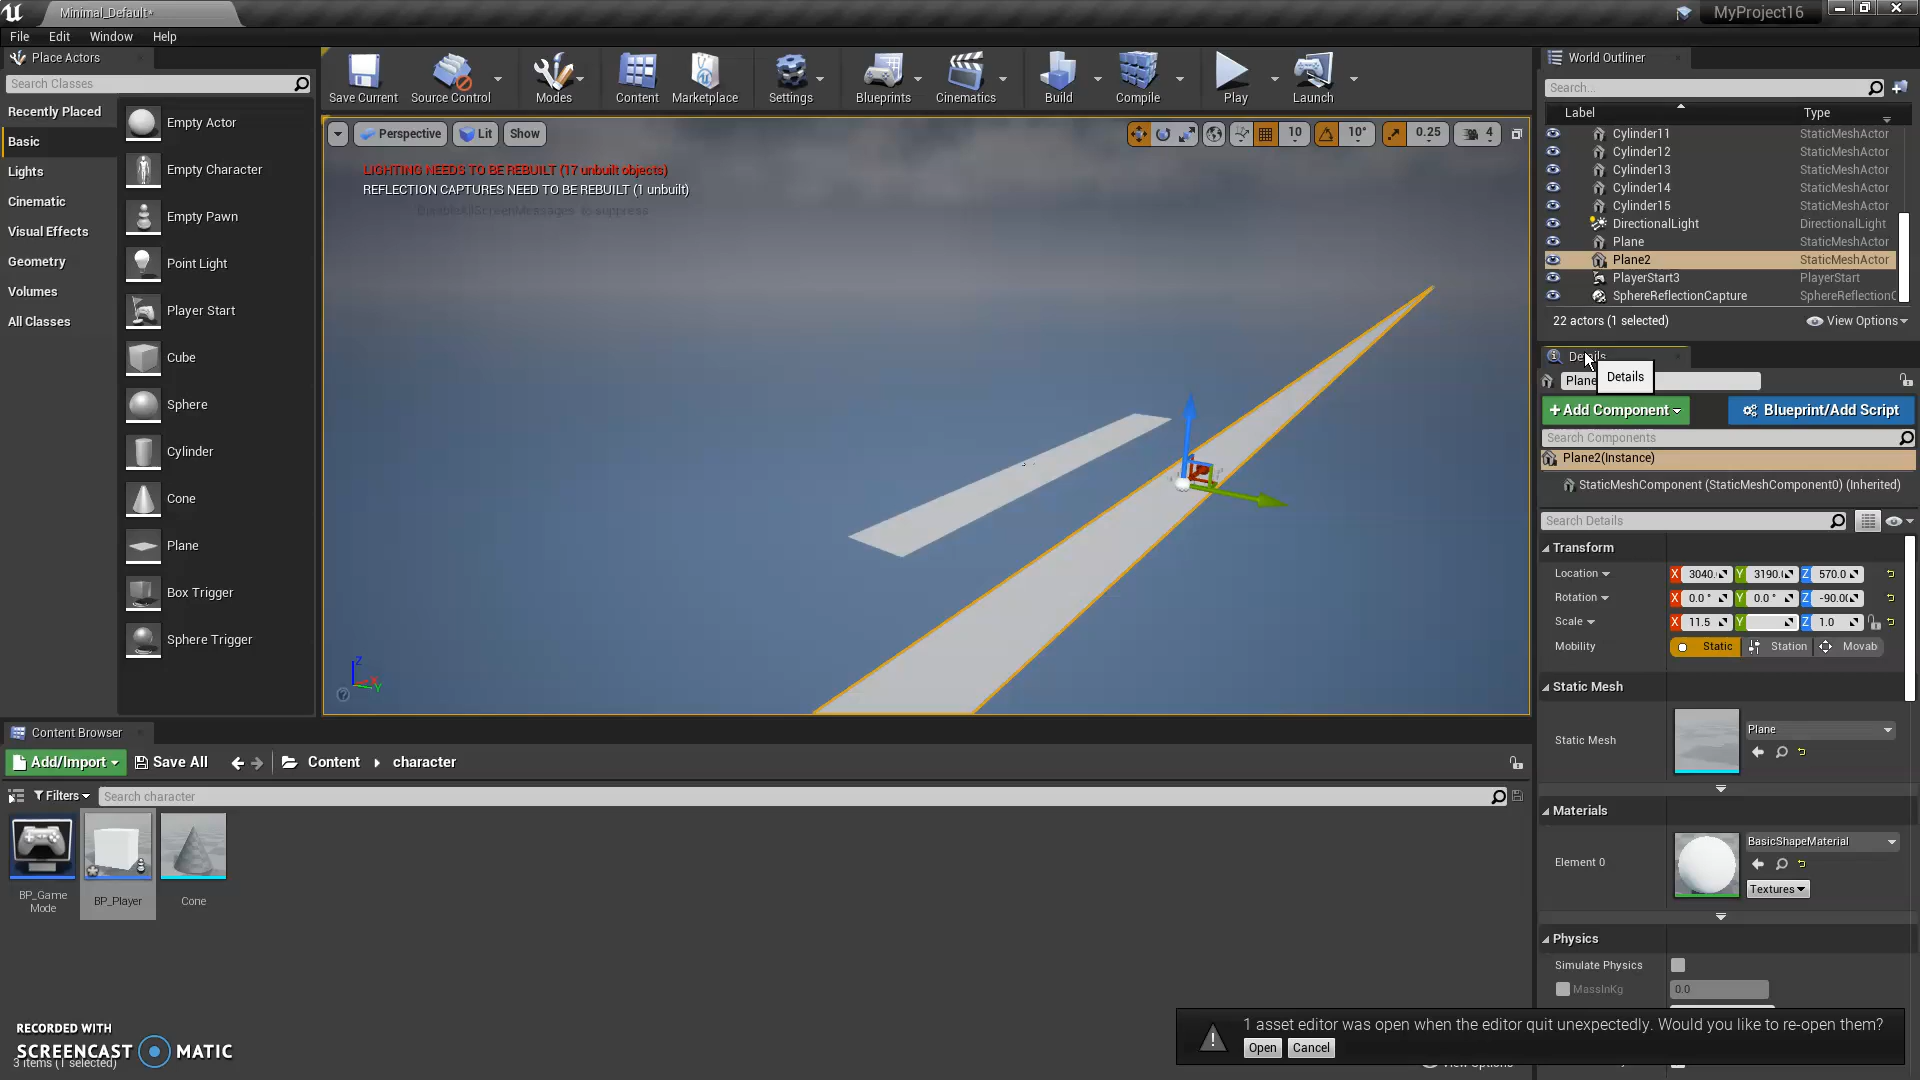 Minimal_Default*
MyProject16
File Edit Window Help
Place Actors
Search Classes
Recently Placed
Basic
Lights
Cinematic
Visual Effects
Geometry
Volumes
All Classes
Empty Actor
Empty Character
Empty Pawn
Point Light
Player Start
Cube
Sphere
Cylinder
Cone
Plane
Box Trigger
Sphere Trigger
Save Current
Source Control
Modes
Content
Marketplace
Settings
Blueprints
Cinematics
Build
Compile
Play
Launch
Perspective Lit Show
10 10° 0.25 4
LIGHTING NEEDS TO BE REBUILT (17 unbuilt objects)
REFLECTION CAPTURES NEED TO BE REBUILT (1 unbuilt)
'DisableAllScreenMessages' to suppress
Z X Y
World Outliner
Search...
Label Type
Cylinder11 StaticMeshActor
Cylinder12 StaticMeshActor
Cylinder13 StaticMeshActor
Cylinder14 StaticMeshActor
Cylinder15 StaticMeshActor
DirectionalLight DirectionalLight
Plane StaticMeshActor
Plane2 StaticMeshActor
PlayerStart3 PlayerStart
SphereReflectionCapture SphereReflectionC
22 actors (1 selected) View Options
Details
Plane
Details
+Add Component Blueprint/Add Script
Search Components
Plane2(Instance)
StaticMeshComponent (StaticMeshComponent0) (Inherited)
Search Details
Transform
Location X 3040. Y 3190.( Z 570.0
Rotation X 0.0 ° Y 0.0 ° Z -90.0(
Scale X 11.5 Y Z 1.0
Mobility Static Station Movab
Static Mesh
Static Mesh Plane
Materials
Element 0 BasicShapeMaterial
Textures
Physics
Simulate Physics
MassInKg 0.0
Content Browser
Add/Import Save All Content character
Filters Search character
BP_Game
Mode
BP_Player
Cone
RECORDED WITH
SCREENCAST MATIC
3 items (1 selected)
View Options
1 asset editor was open when the editor quit unexpectedly. Would you like to re-open them?
Open Cancel